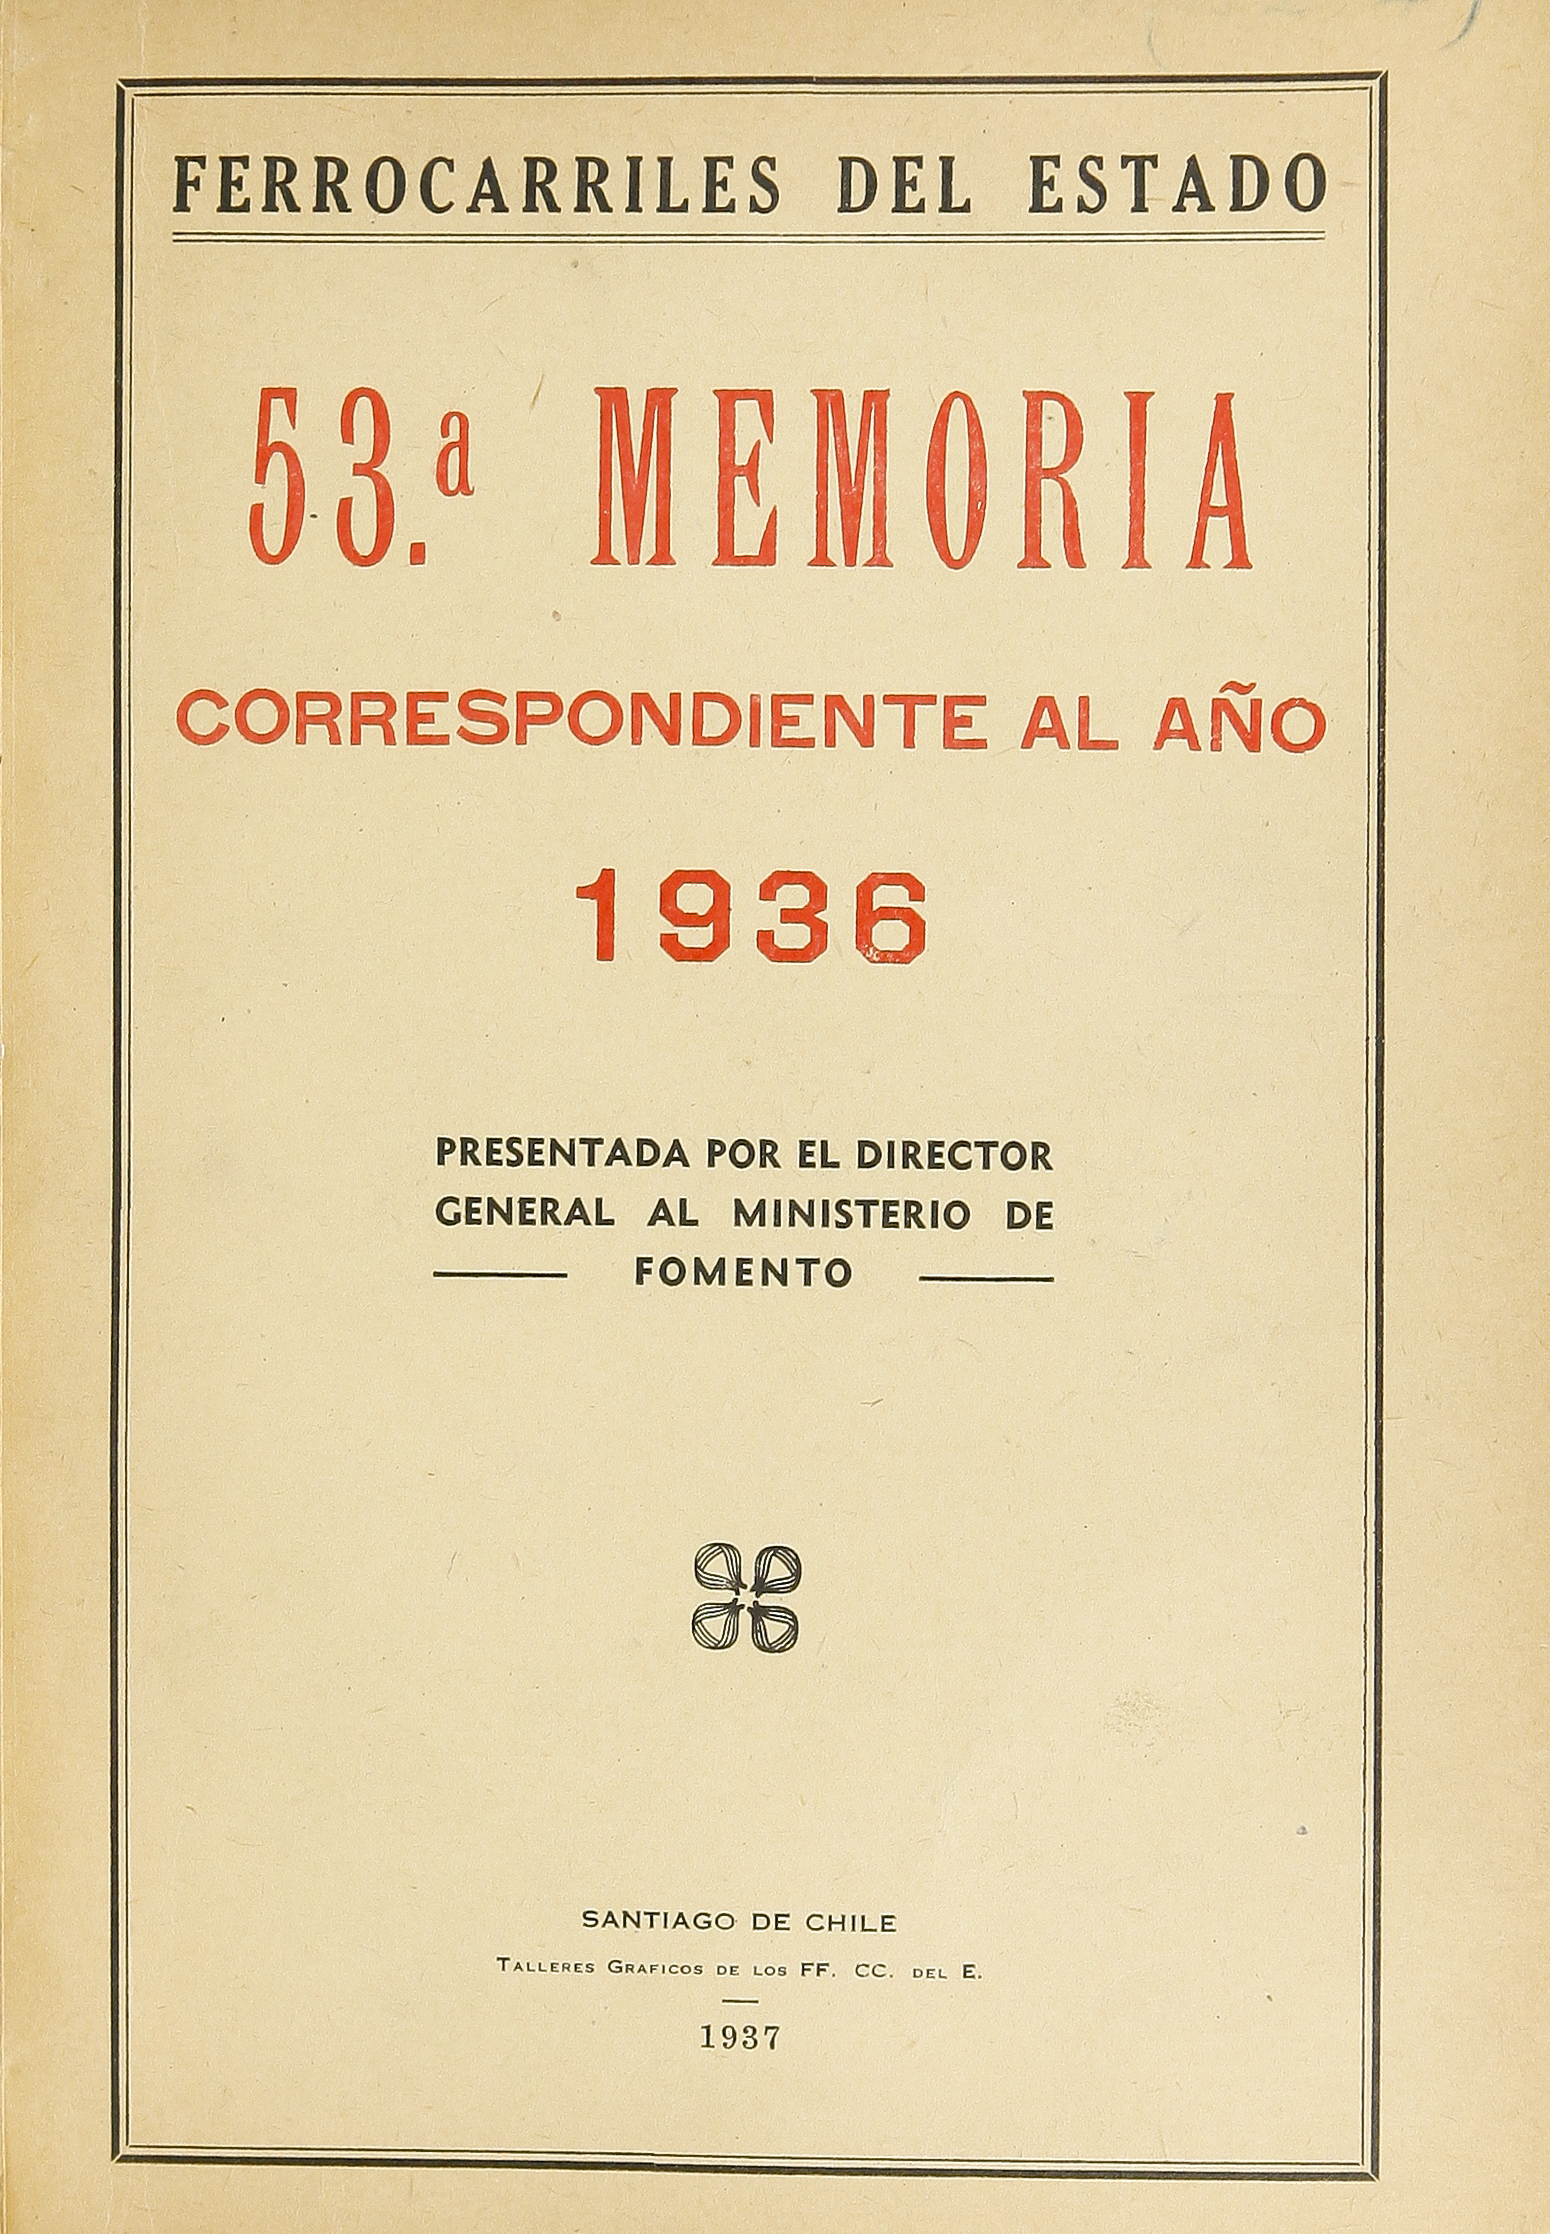 FERROCARRILES DEL ESTADO
53.ª MEMORIA
CORRESPONDIENTE AL AÑO
1936
PRESENTADA POR EL DIRECTOR
GENERAL AL MINISTERIO DE
FOMENTO
SANTIAGO DE CHILE
TALLERES GRAFICOS DE LOS FF. CC. DEL E.
1937